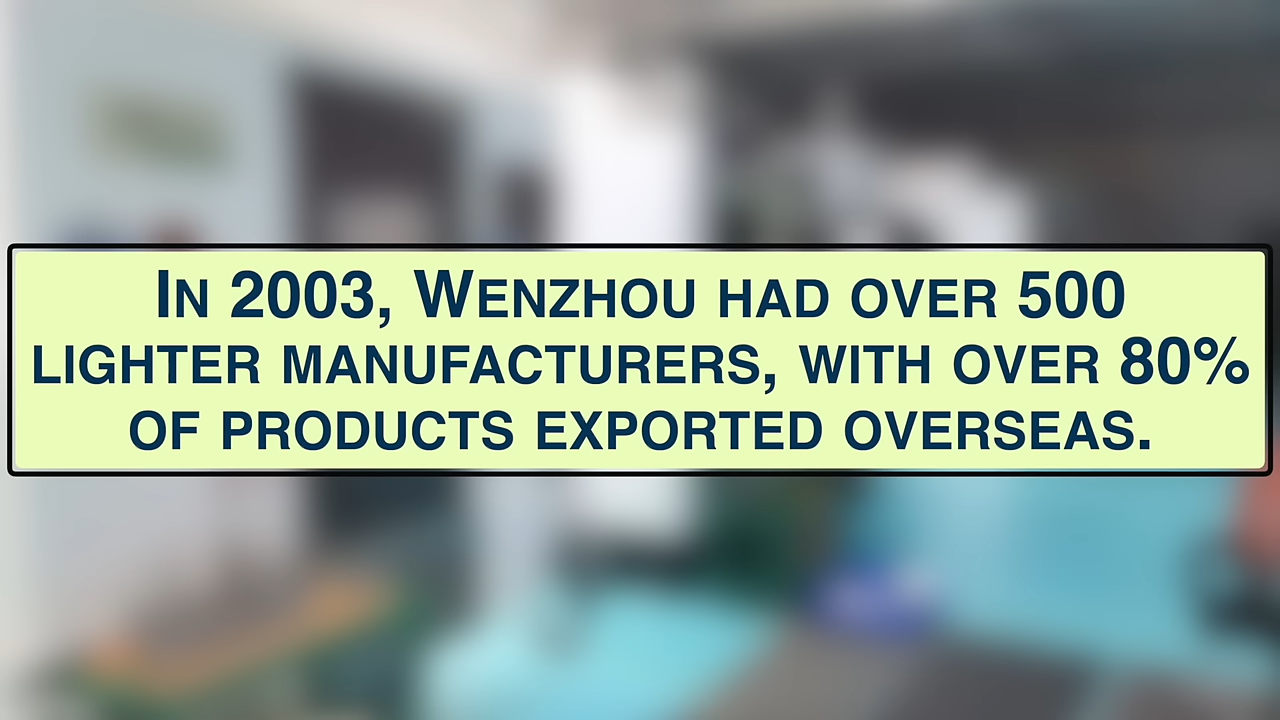 In 2003, Wenzhou had over 500
lighter manufacturers, with over 80%
of products exported overseas.